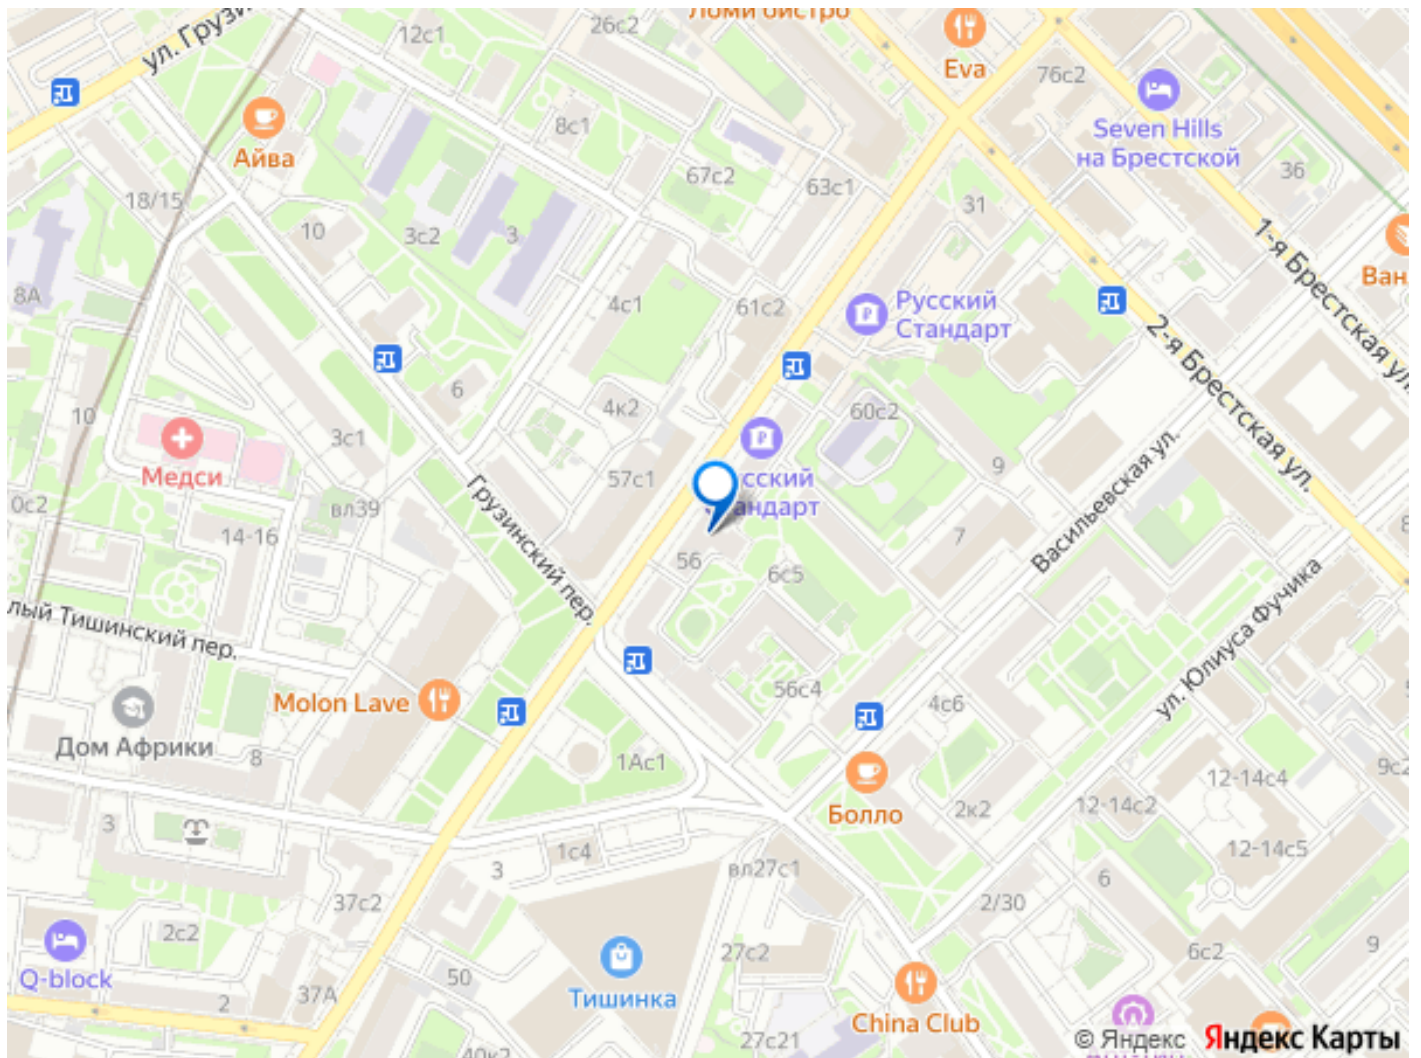 ул. Грузи
12с1
26с2
Ломи бистро
Eva
76с2
Seven Hills
на Брестской
Айва
8с1
67с2
63с1
36
18/15
10
3с2
3
31
1-я Брестская ул.
Ван
8А
4с1
61с2
Русский
Стандарт
2-я Брестская ул.
6
4к2
60с2
10
Медси
3с1
57с1
9
0с2
вл39
Грузинский пер.
сский
андарт
Васильевская ул.
14-16
56
6с5
7
лый Тишинский пер.
ул. Юлиуса Фучика
Molon Lave
56с4
4с6
Дом Африки
8
1Ас1
Болло
2к2
12-14с4
12-14с2
9с2
3
1с4
3
вл27с1
12-14с5
37с2
6
2/30
2с2
27с2
6с2
9
Q-block
50
Тишинка
2
37А
China Club
27с21
40к2
© Яндекс Яндекс Карты